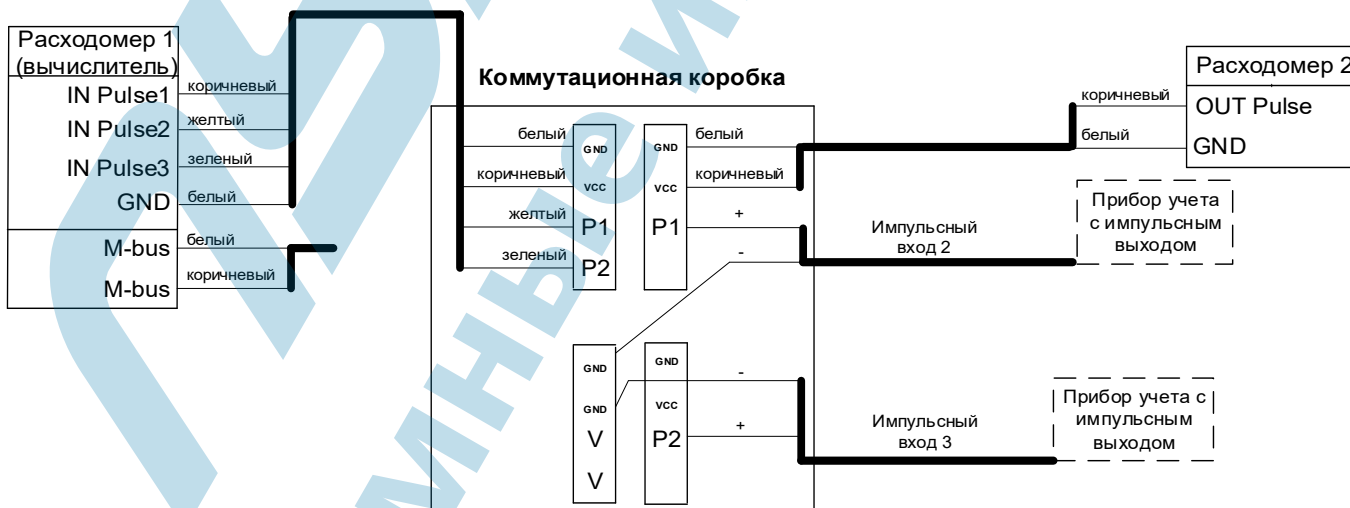 Расходомер 1
(вычислитель)
IN Pulse1
коричневый
IN Pulse2
желтый
IN Pulse3
зеленый
GND
белый
M-bus
белый
M-bus
коричневый
Коммутационная коробка
белый
GND
коричневый
VCC
желтый
P1
зеленый
P2
GND
белый
VCC
коричневый
P1
+
-
Импульсный
вход 2
коричневый
белый
Расходомер 2
OUT Pulse
GND
Прибор учета
с импульсным
выходом
GND
GND
V
V
GND
-
VCC
P2
+
Импульсный
вход 3
Прибор учета с
импульсным
выходом